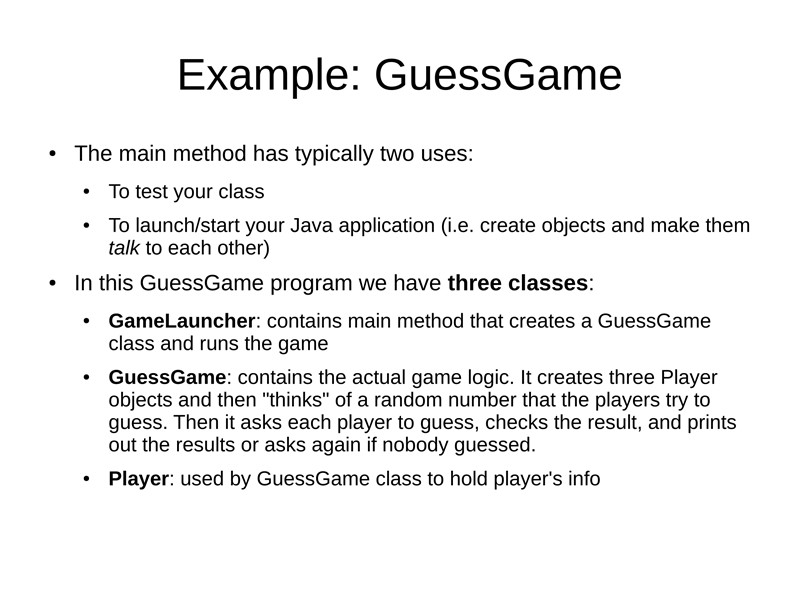 Example: GuessGame
• The main method has typically two uses:
• To test your class
• To launch/start your Java application (i.e. create objects and make them
talk to each other)
• In this GuessGame program we have three classes:
• GameLauncher: contains main method that creates a GuessGame
class and runs the game
• GuessGame: contains the actual game logic. It creates three Player
objects and then "thinks" of a random number that the players try to
guess. Then it asks each player to guess, checks the result, and prints
out the results or asks again if nobody guessed.
• Player: used by GuessGame class to hold player's info